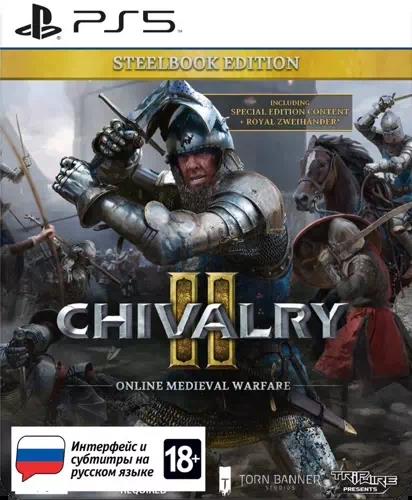 PS5
STEELBOOK EDITION
INCLUDING
SPECIAL EDITION CONTENT
+ ROYAL ZWEIHÄNDER*
II
CHIVALRY
ONLINE MEDIEVAL WARFARE
Интерфейс и
субтитры на
русском языке
18+
REQUIRED
TORN BANNER
STUDIOS
TRIPWIRE
PRESENTS